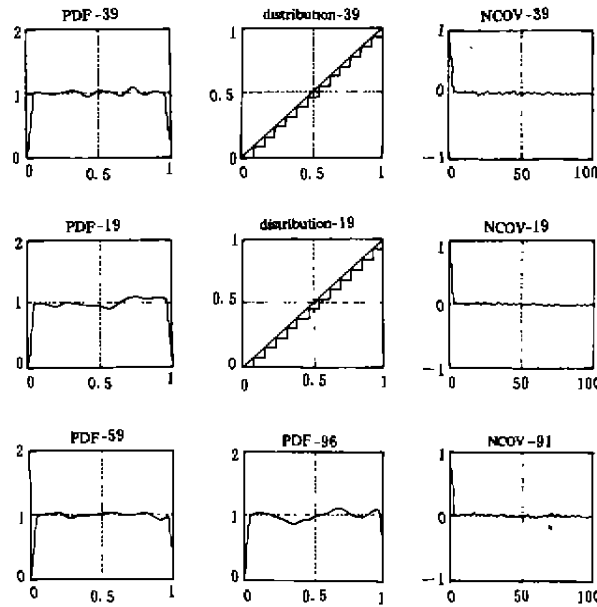 PDF-39 distribution-39 NCOV-39
2 1 1
1 0.5 0
0 0 -1
0 0.5 1 0 0.5 1 0 50 100
PDF-19 distribution-19 NCOV-19
2 1 1
1 0.5 0
0 0 -1
0 0.5 1 0 0.5 1 0 50 100
PDF-59 PDF-96 NCOV-91
2 2 1
1 1 0
0 0 -1
0 0.5 1 0 0.5 1 0 50 100